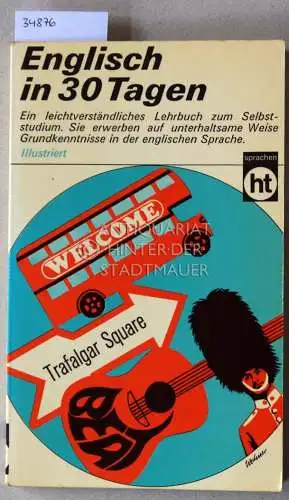 34876
Englisch
in 30 Tagen
Ein leichtverständliches Lehrbuch zum Selbst-
studium. Sie erwerben auf unterhaltsame Weise
Grundkenntnisse in der englischen Sprache.
Illustriert
sprachen
ht
WELCOME
ANTIQUARIAT
HINTER·DER
STADTMAUER
Trafalgar Square